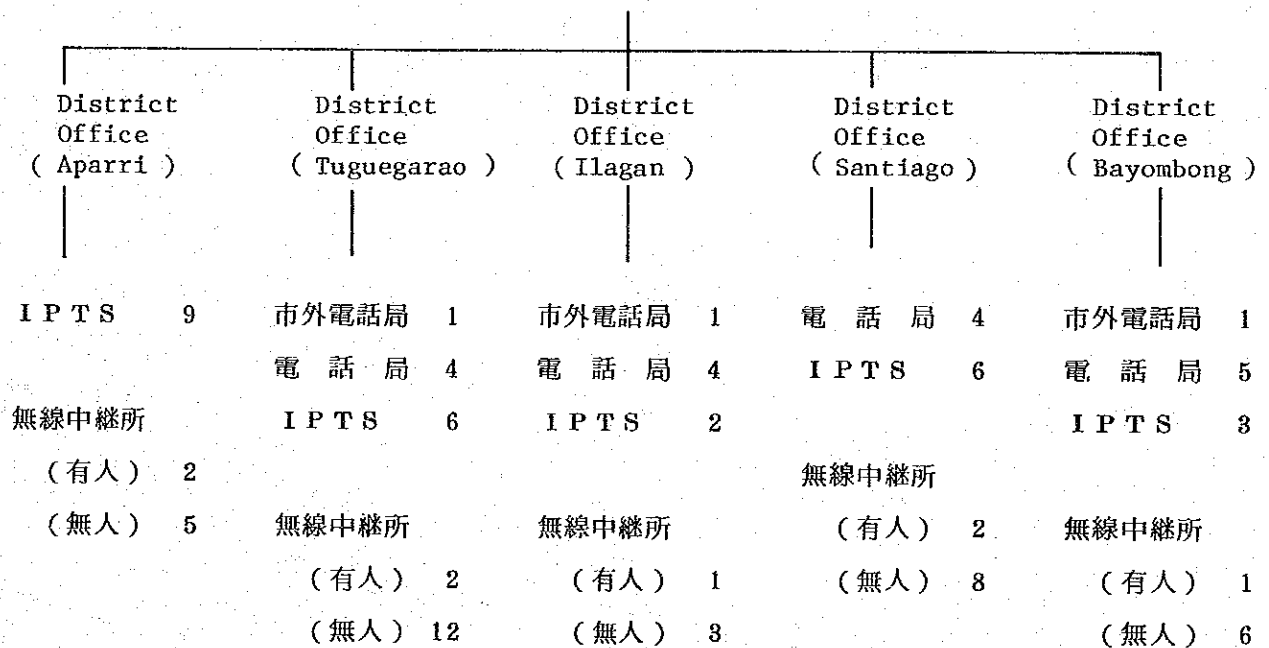 District Office ( Aparri )
IPTS 9
無線中継所
(有人) 2
(無人) 5
District Office ( Tuguegarao )
市外電話局 1
電話局 4
IPTS 6
無線中継所
(有人) 2
(無人) 12
District Office ( Ilagan )
市外電話局 1
電話局 4
IPTS 2
無線中継所
(有人) 1
(無人) 3
District Office ( Santiago )
電話局 4
IPTS 6
無線中継所
(有人) 2
(無人) 8
District Office ( Bayombong )
市外電話局 1
電話局 5
IPTS 3
無線中継所
(有人) 1
(無人) 6